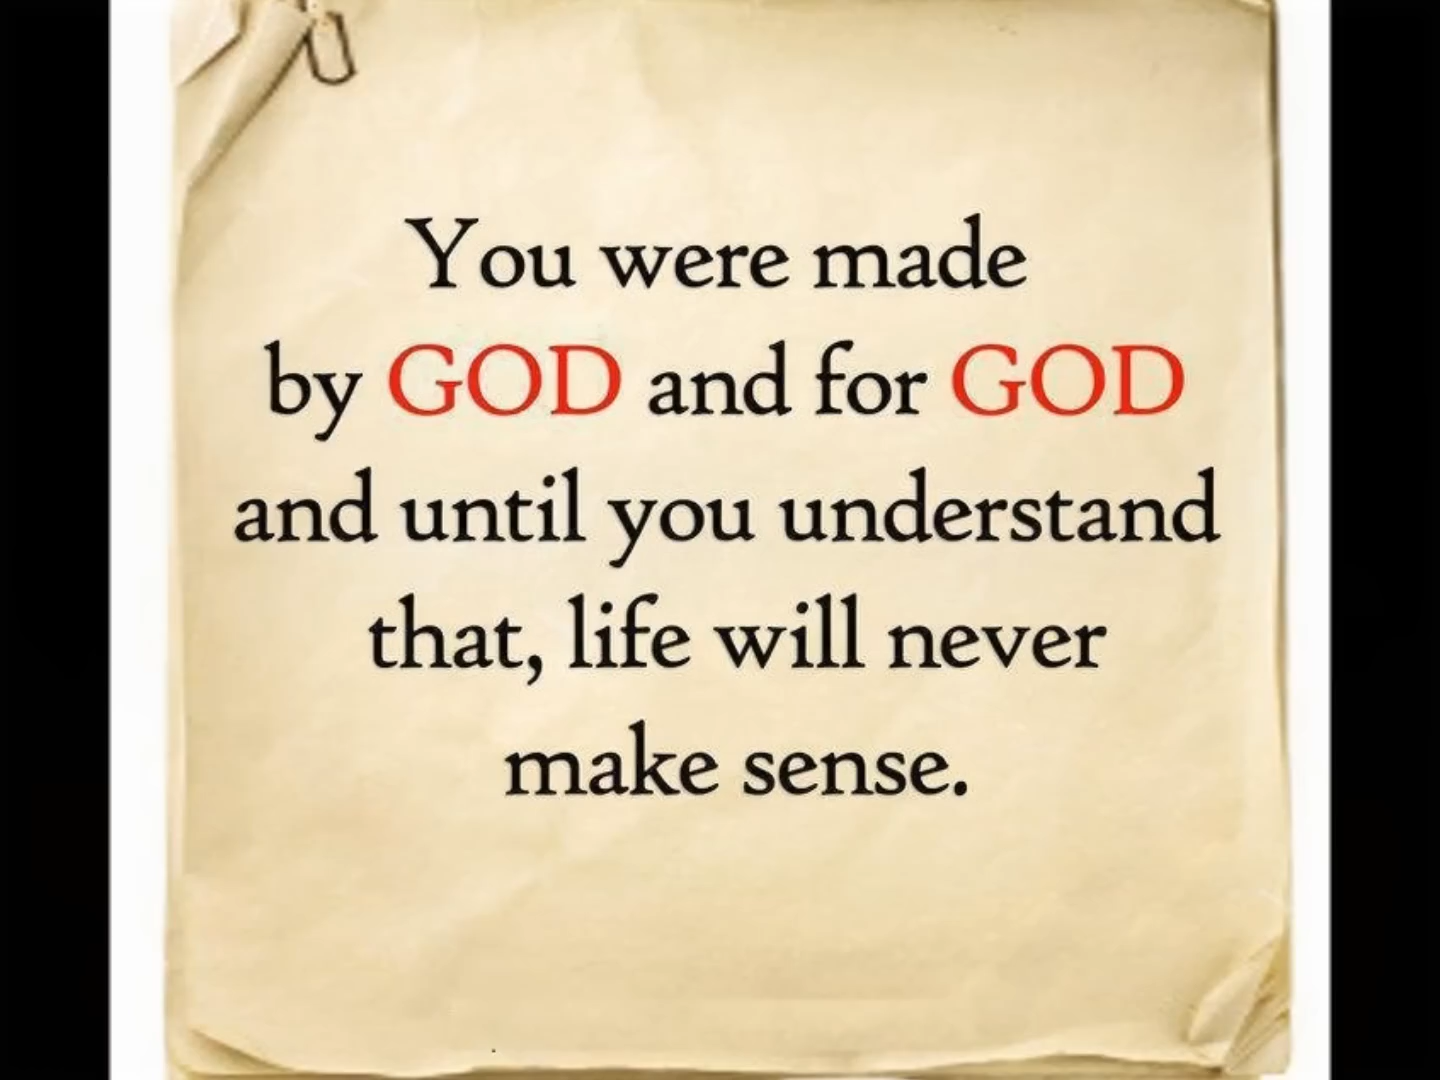 You were made
by GOD and for GOD
and until you understand
that, life will never
make sense.